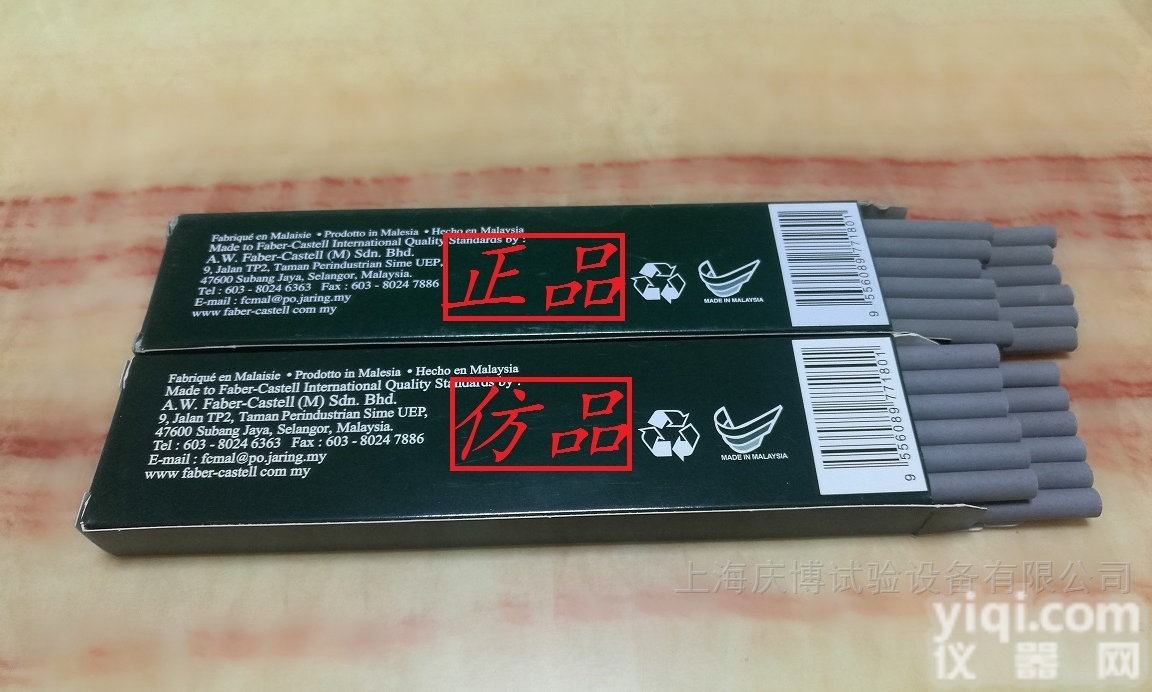 Fabriqué en Malaisie • Prodotto in Malesia • Hecho en Malaysia
Made to Faber-Castell International Quality Standards by :
A.W. Faber-Castell (M) Sdn. Bhd.
9, Jalan TP2, Taman Perindustrian Sime UEP,
47600 Subang Jaya, Selangor, Malaysia.
Tel : 603 - 8024 6363 Fax : 603 - 8024 7886
E-mail : fcmal@po.jaring.my
www faber-castell com my
正品
MADE IN MALAYSIA
9 556089 771801
Fabriqué en Malaisie • Prodotto in Malesia • Hecho en Malaysia
Made to Faber-Castell International Quality Standards by :
A.W. Faber-Castell (M) Sdn. Bhd.
9, Jalan TP2, Taman Perindustrian Sime UEP,
47600 Subang Jaya, Selangor, Malaysia.
Tel : 603 - 8024 6363 Fax : 603 - 8024 7886
E-mail : fcmal@po.jaring.my
www faber-castell com my
仿品
MADE IN MALAYSIA
9 556089 771801
上海庆博试验设备有限公司
yiqi.com
仪器网